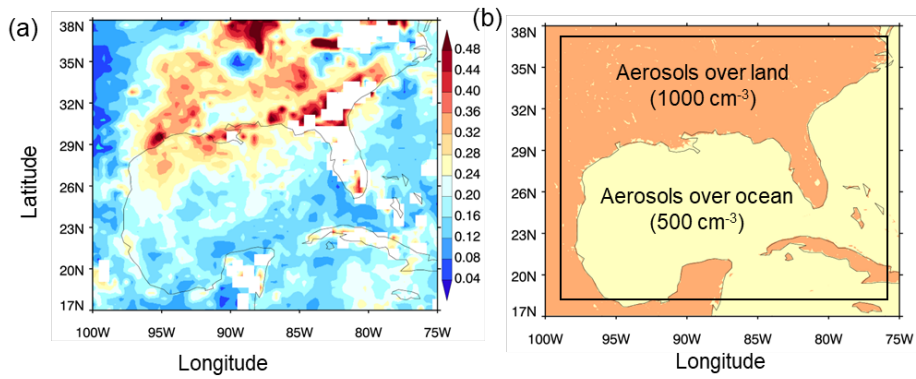 (a)
38N
35N
32N
29N
26N
23N
20N
17N
Latitude
100W 95W 90W 85W 80W 75W
Longitude
0.48
0.44
0.40
0.36
0.32
0.28
0.24
0.20
0.16
0.12
0.08
0.04
(b)
38N
35N
32N
29N
26N
23N
20N
17N
Aerosols over land
(1000 cm-3)
Aerosols over ocean
(500 cm-3)
100W 95W 90W 85W 80W 75W
Longitude